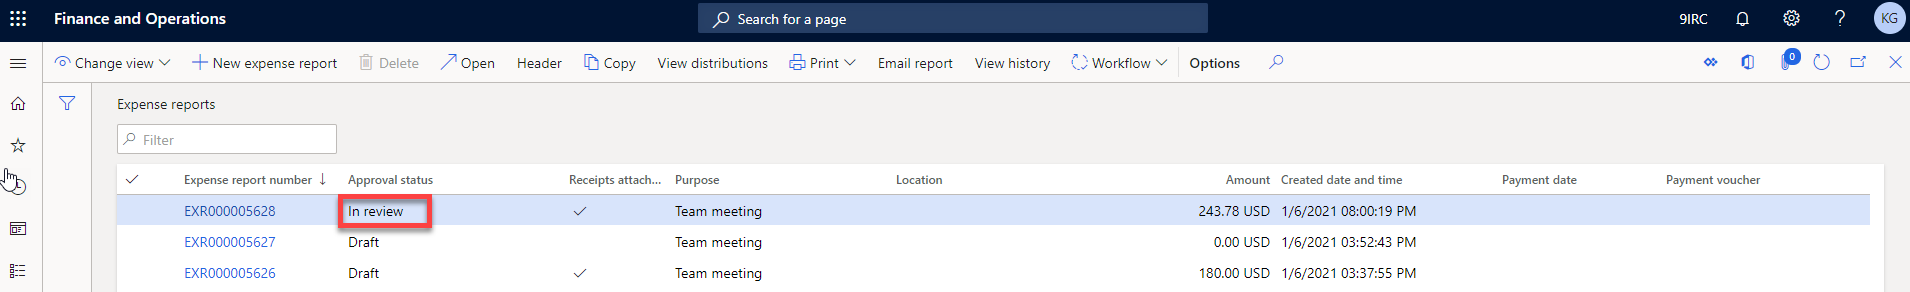 Finance and Operations Search for a page 9IRC ? KG
Change view New expense report Delete Open Header Copy View distributions Print Email report View history Workflow Options 0
Expense reports
Filter
Expense report number ↓ Approval status Receipts attach... Purpose Location Amount Created date and time Payment date Payment voucher
EXR000005628 In review Team meeting 243.78 USD 1/6/2021 08:00:19 PM
EXR000005627 Draft Team meeting 0.00 USD 1/6/2021 03:52:43 PM
EXR000005626 Draft Team meeting 180.00 USD 1/6/2021 03:37:55 PM